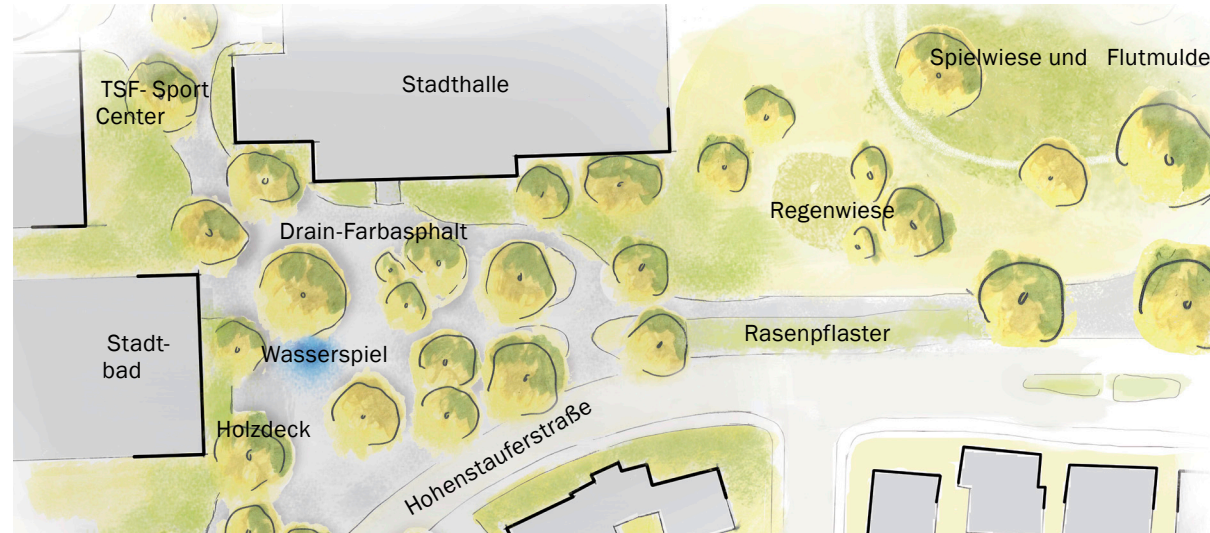 Spielwiese und Flutmulde
TSF- Sport
Center
Stadthalle
Regenwiese
Drain-Farbasphalt
Rasenpflaster
Stadt-
bad
Wasserspiel
Holzdeck
Hohenstauferstraße